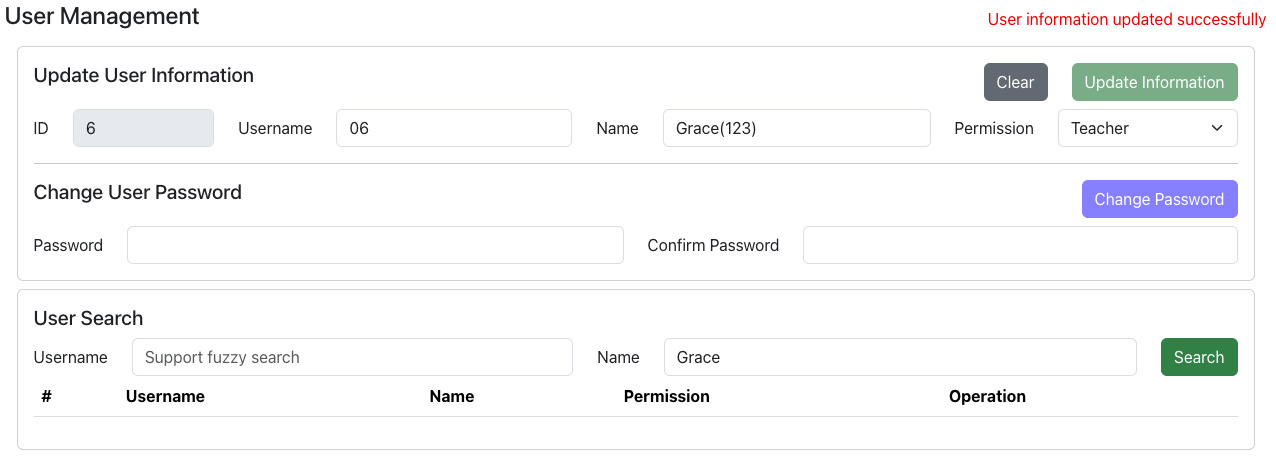 User Management
User information updated successfully
Update User Information
Clear
Update Information
ID 6 Username 06 Name Grace(123) Permission Teacher
Change User Password
Change Password
Password Confirm Password
User Search
Username Support fuzzy search Name Grace Search
# Username Name Permission Operation